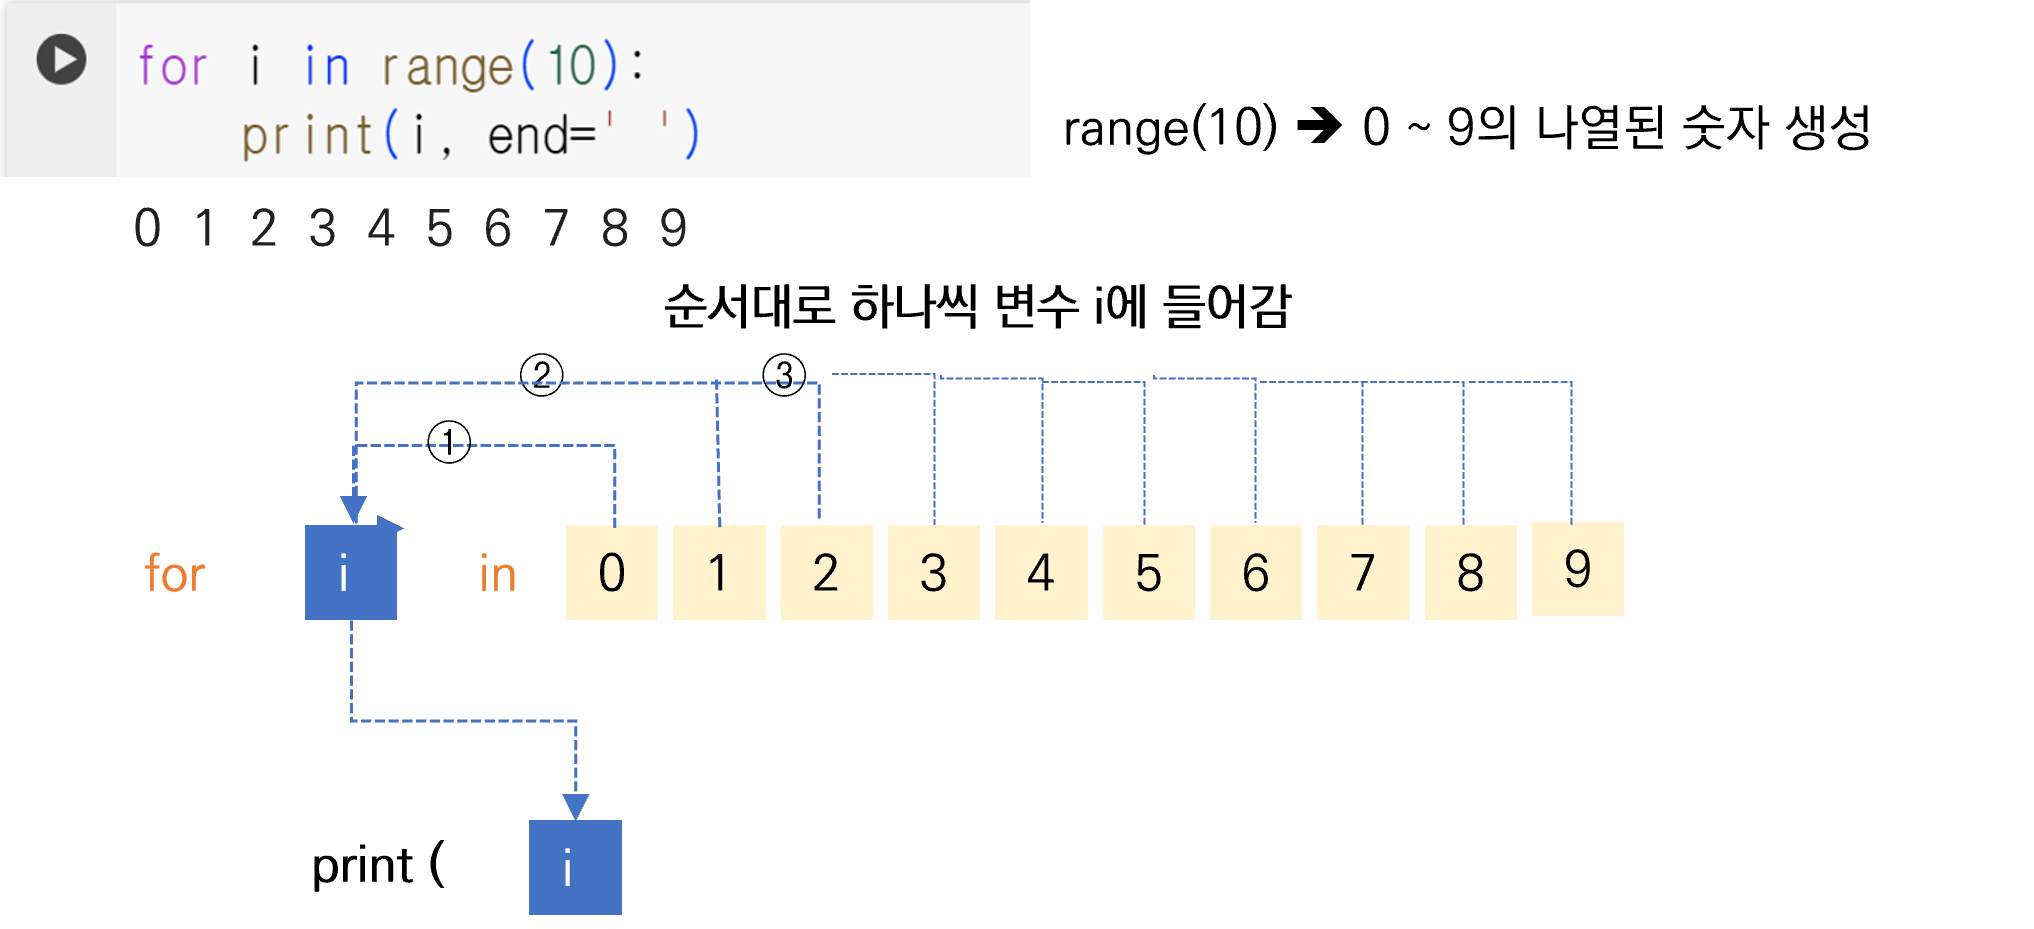 for i in range(10):
print(i, end=' ')
range(10) ➔ 0 ~ 9의 나열된 숫자 생성
0 1 2 3 4 5 6 7 8 9
순서대로 하나씩 변수 i에 들어감
② ③
①
for i in 0 1 2 3 4 5 6 7 8 9
print ( i